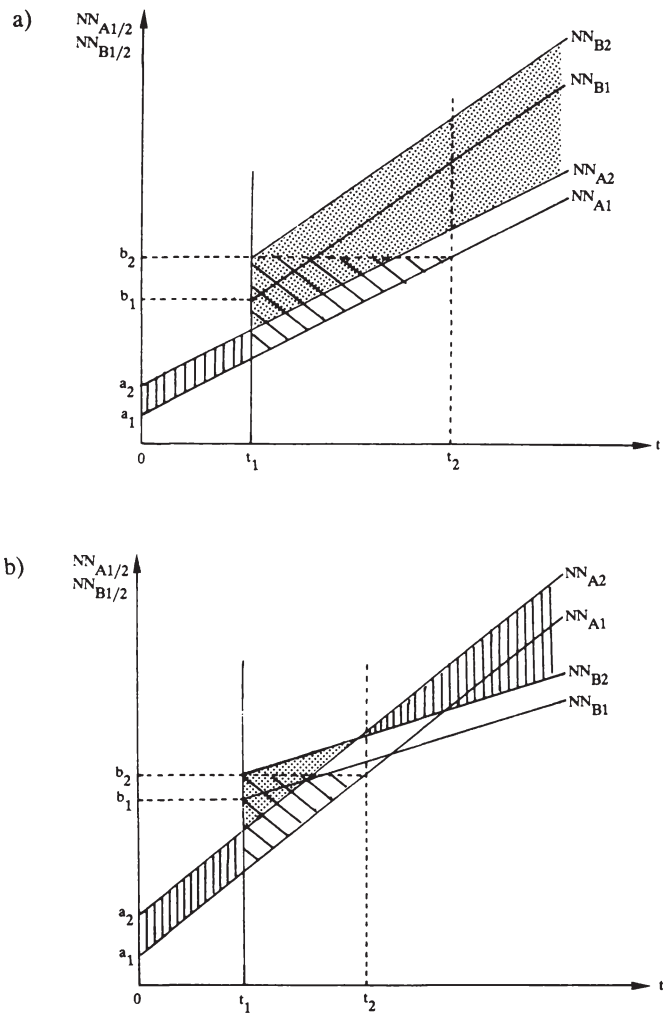 a)
NN_A1/2
NN_B1/2
NN_B2
NN_B1
NN_A2
NN_A1
b_2
b_1
a_2
a_1
0
t_1
t_2
t
b)
NN_A1/2
NN_B1/2
NN_A2
NN_A1
NN_B2
NN_B1
b_2
b_1
a_2
a_1
0
t_1
t_2
t